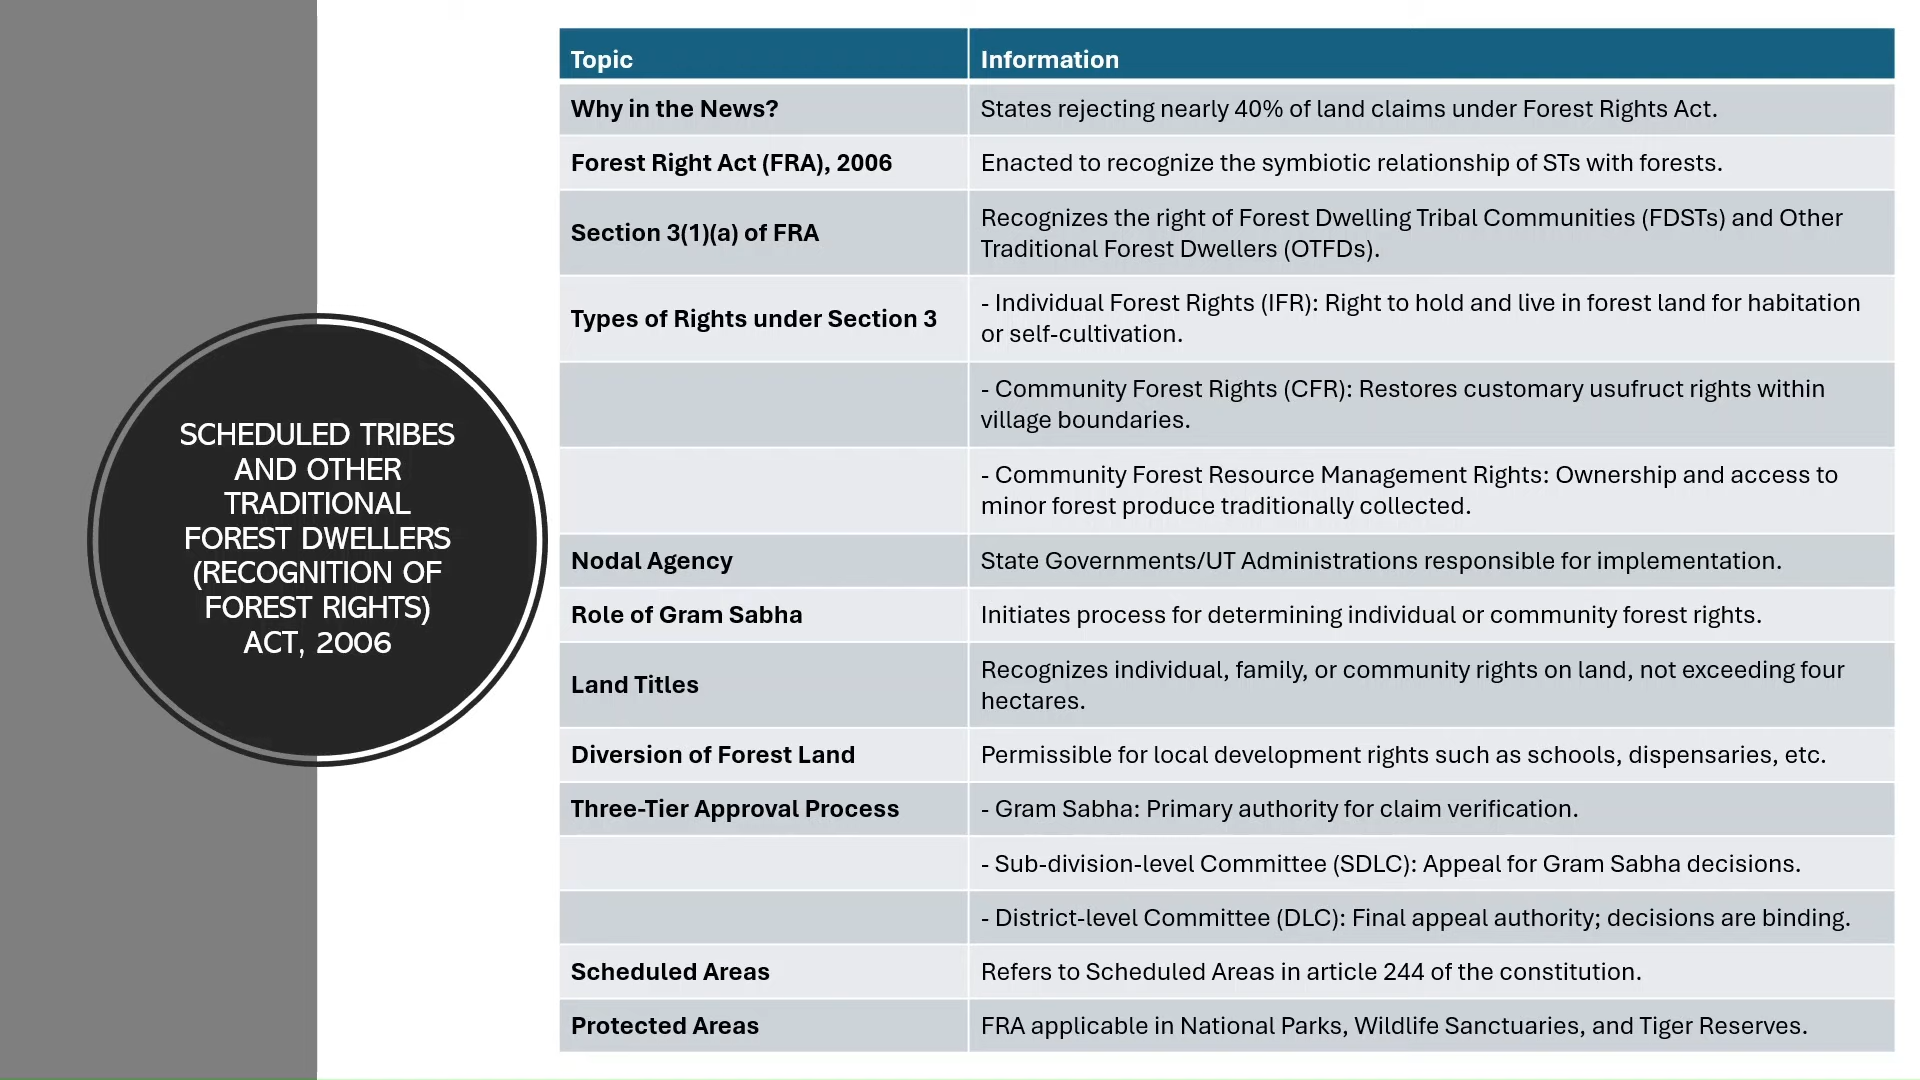 SCHEDULED TRIBES
AND OTHER
TRADITIONAL
FOREST DWELLERS
(RECOGNITION OF
FOREST RIGHTS)
ACT, 2006
Topic
Information
Why in the News?
States rejecting nearly 40% of land claims under Forest Rights Act.
Forest Right Act (FRA), 2006
Enacted to recognize the symbiotic relationship of STs with forests.
Section 3(1)(a) of FRA
Recognizes the right of Forest Dwelling Tribal Communities (FDSTs) and Other
Traditional Forest Dwellers (OTFDs).
Types of Rights under Section 3
- Individual Forest Rights (IFR): Right to hold and live in forest land for habitation
or self-cultivation.
- Community Forest Rights (CFR): Restores customary usufruct rights within
village boundaries.
- Community Forest Resource Management Rights: Ownership and access to
minor forest produce traditionally collected.
Nodal Agency
State Governments/UT Administrations responsible for implementation.
Role of Gram Sabha
Initiates process for determining individual or community forest rights.
Land Titles
Recognizes individual, family, or community rights on land, not exceeding four
hectares.
Diversion of Forest Land
Permissible for local development rights such as schools, dispensaries, etc.
Three-Tier Approval Process
- Gram Sabha: Primary authority for claim verification.
- Sub-division-level Committee (SDLC): Appeal for Gram Sabha decisions.
- District-level Committee (DLC): Final appeal authority; decisions are binding.
Scheduled Areas
Refers to Scheduled Areas in article 244 of the constitution.
Protected Areas
FRA applicable in National Parks, Wildlife Sanctuaries, and Tiger Reserves.